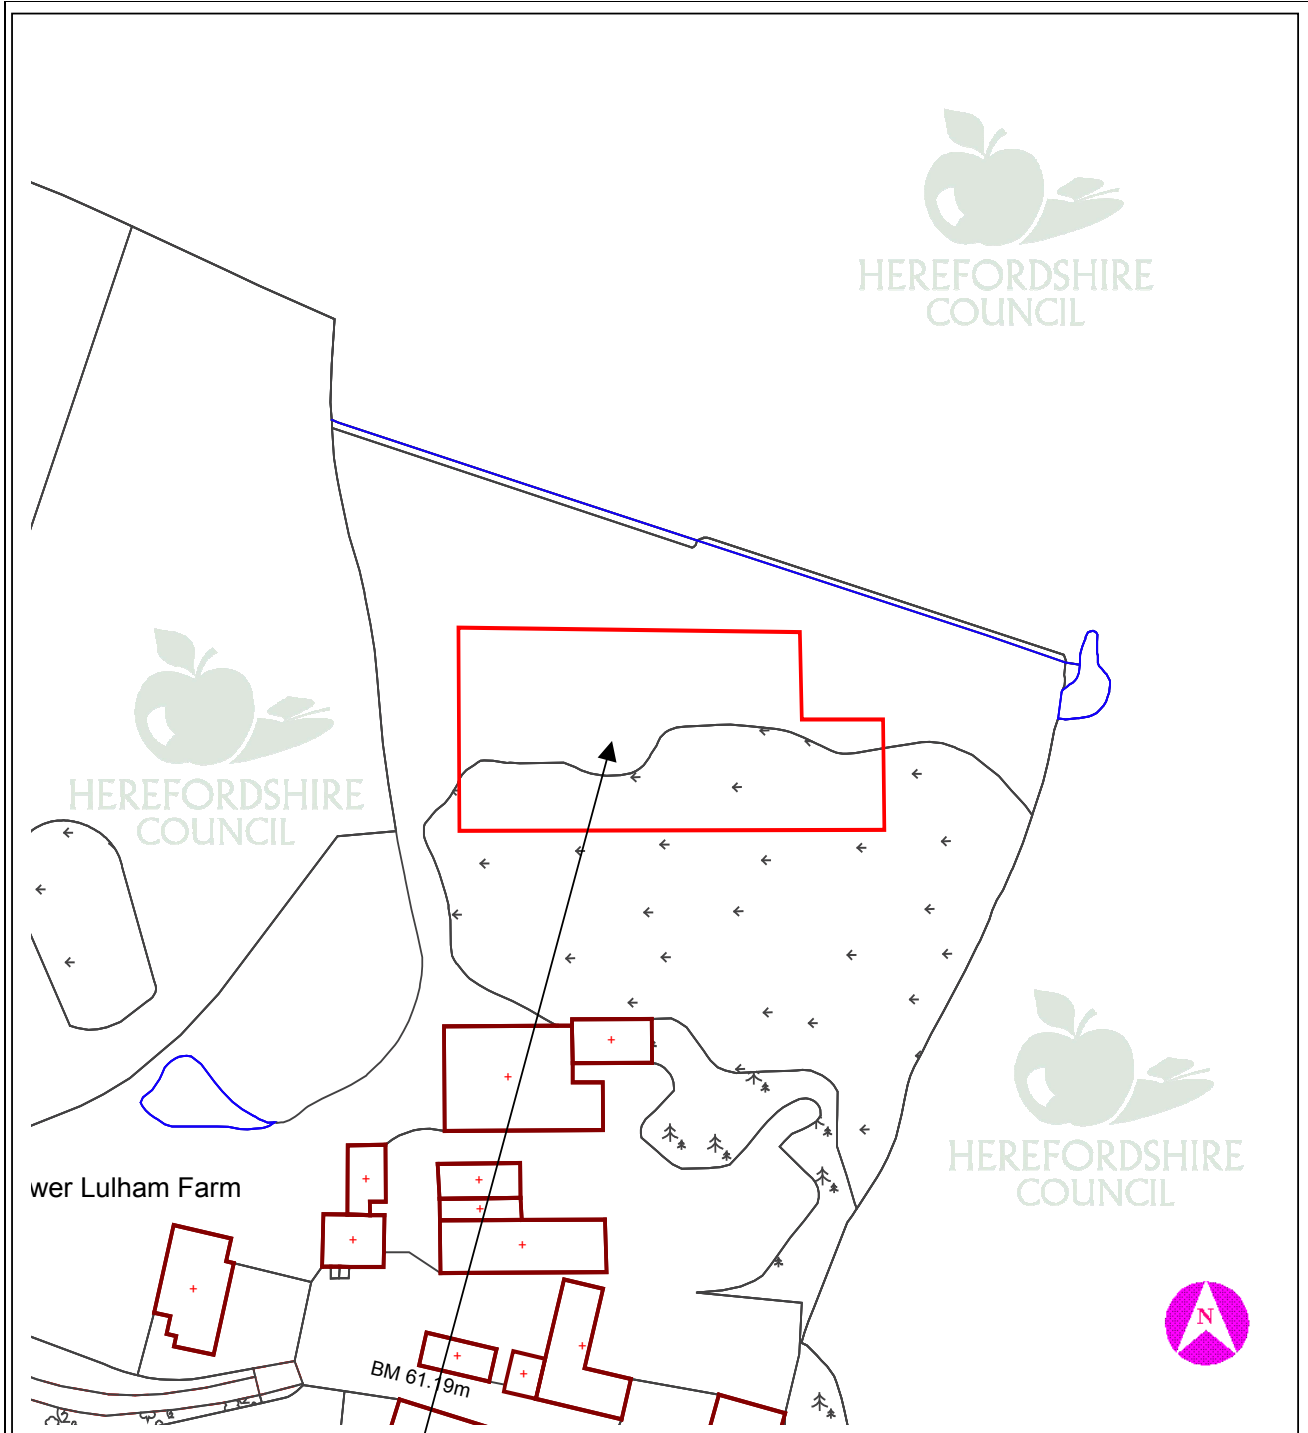 HEREFORDSHIRE
COUNCIL
HEREFORDSHIRE
COUNCIL
HEREFORDSHIRE
COUNCIL
wer Lulham Farm
N
BM 61.19m